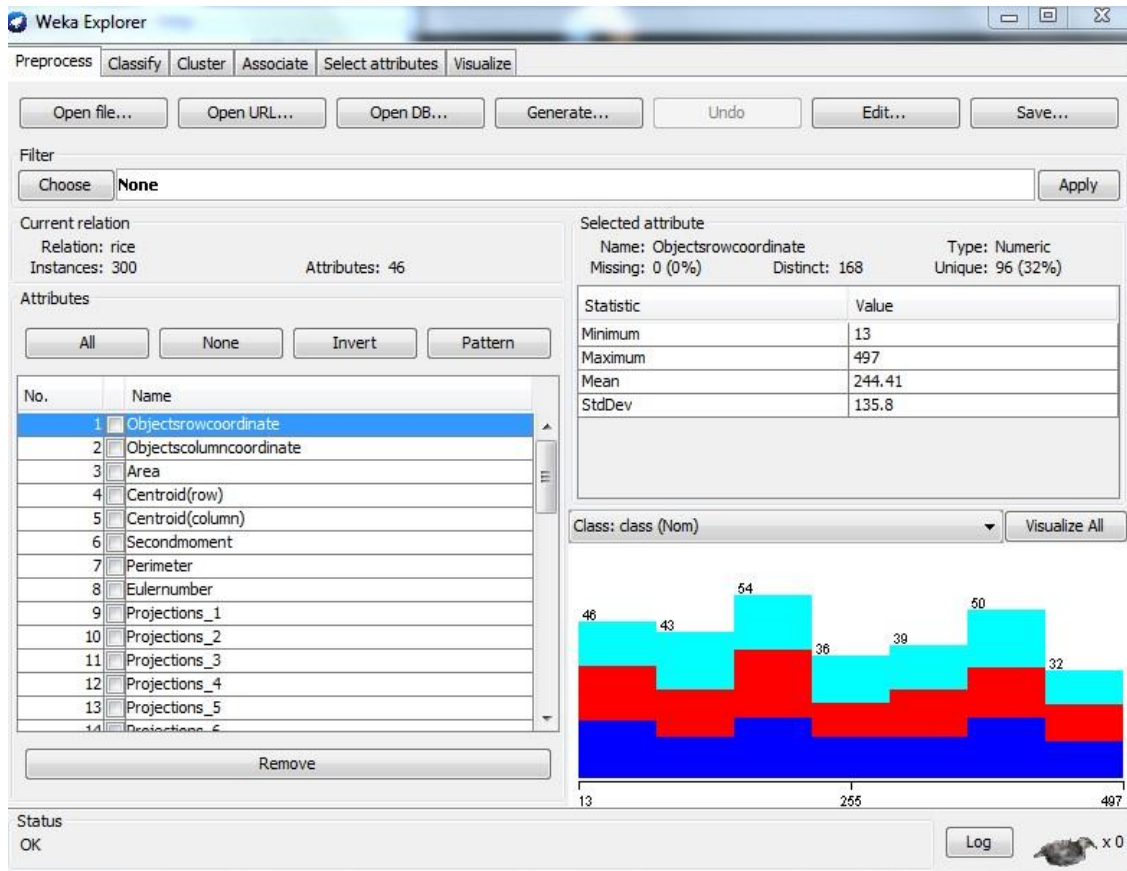 Weka Explorer
Preprocess Classify Cluster Associate Select attributes Visualize
Open file... Open URL... Open DB... Generate... Undo Edit... Save...
Filter
Choose None Apply
Current relation
Relation: rice
Instances: 300 Attributes: 46
Attributes
All None Invert Pattern
No. Name
1 Objectsrowcoordinate
2 Objectscolumncoordinate
3 Area
4 Centroid(row)
5 Centroid(column)
6 Secondmoment
7 Perimeter
8 Eulernumber
9 Projections_1
10 Projections_2
11 Projections_3
12 Projections_4
13 Projections_5
14 Projections_6
Remove
Selected attribute
Name: Objectsrowcoordinate Type: Numeric
Missing: 0 (0%) Distinct: 168 Unique: 96 (32%)
Statistic Value
Minimum 13
Maximum 497
Mean 244.41
StdDev 135.8
Class: class (Nom) Visualize All
46 43 54 36 39 50 32
13 255 497
Status
OK
Log x 0